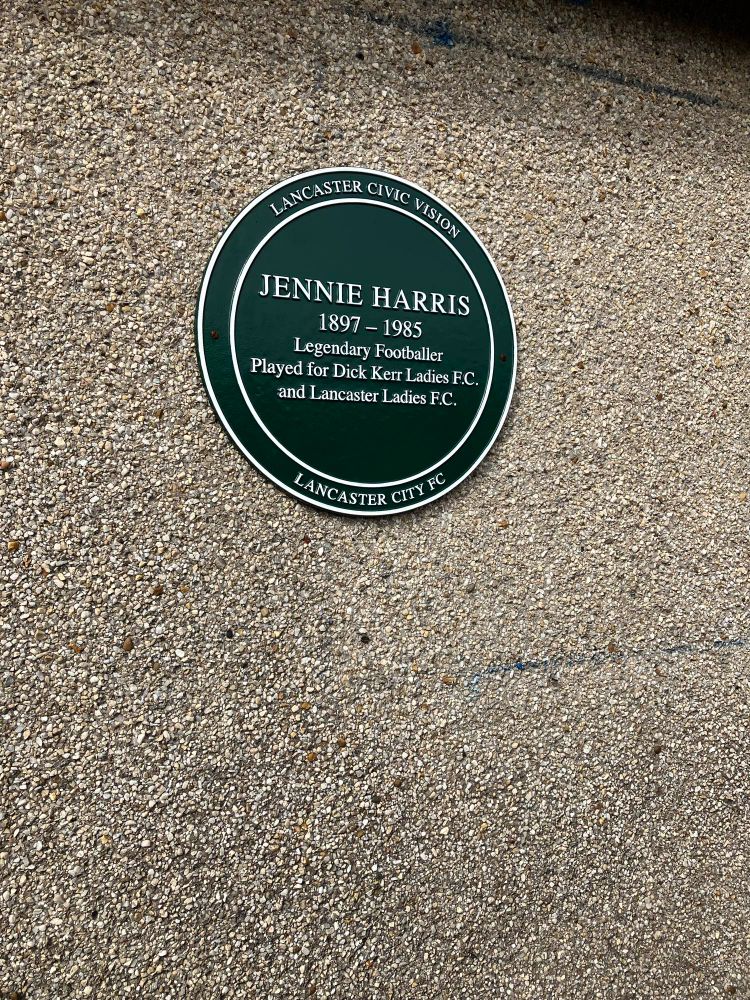 LANCASTER CIVIC VISION
JENNIE HARRIS
1897 – 1985
Legendary Footballer
Played for Dick Kerr Ladies F.C.
and Lancaster Ladies F.C.
LANCASTER CITY FC